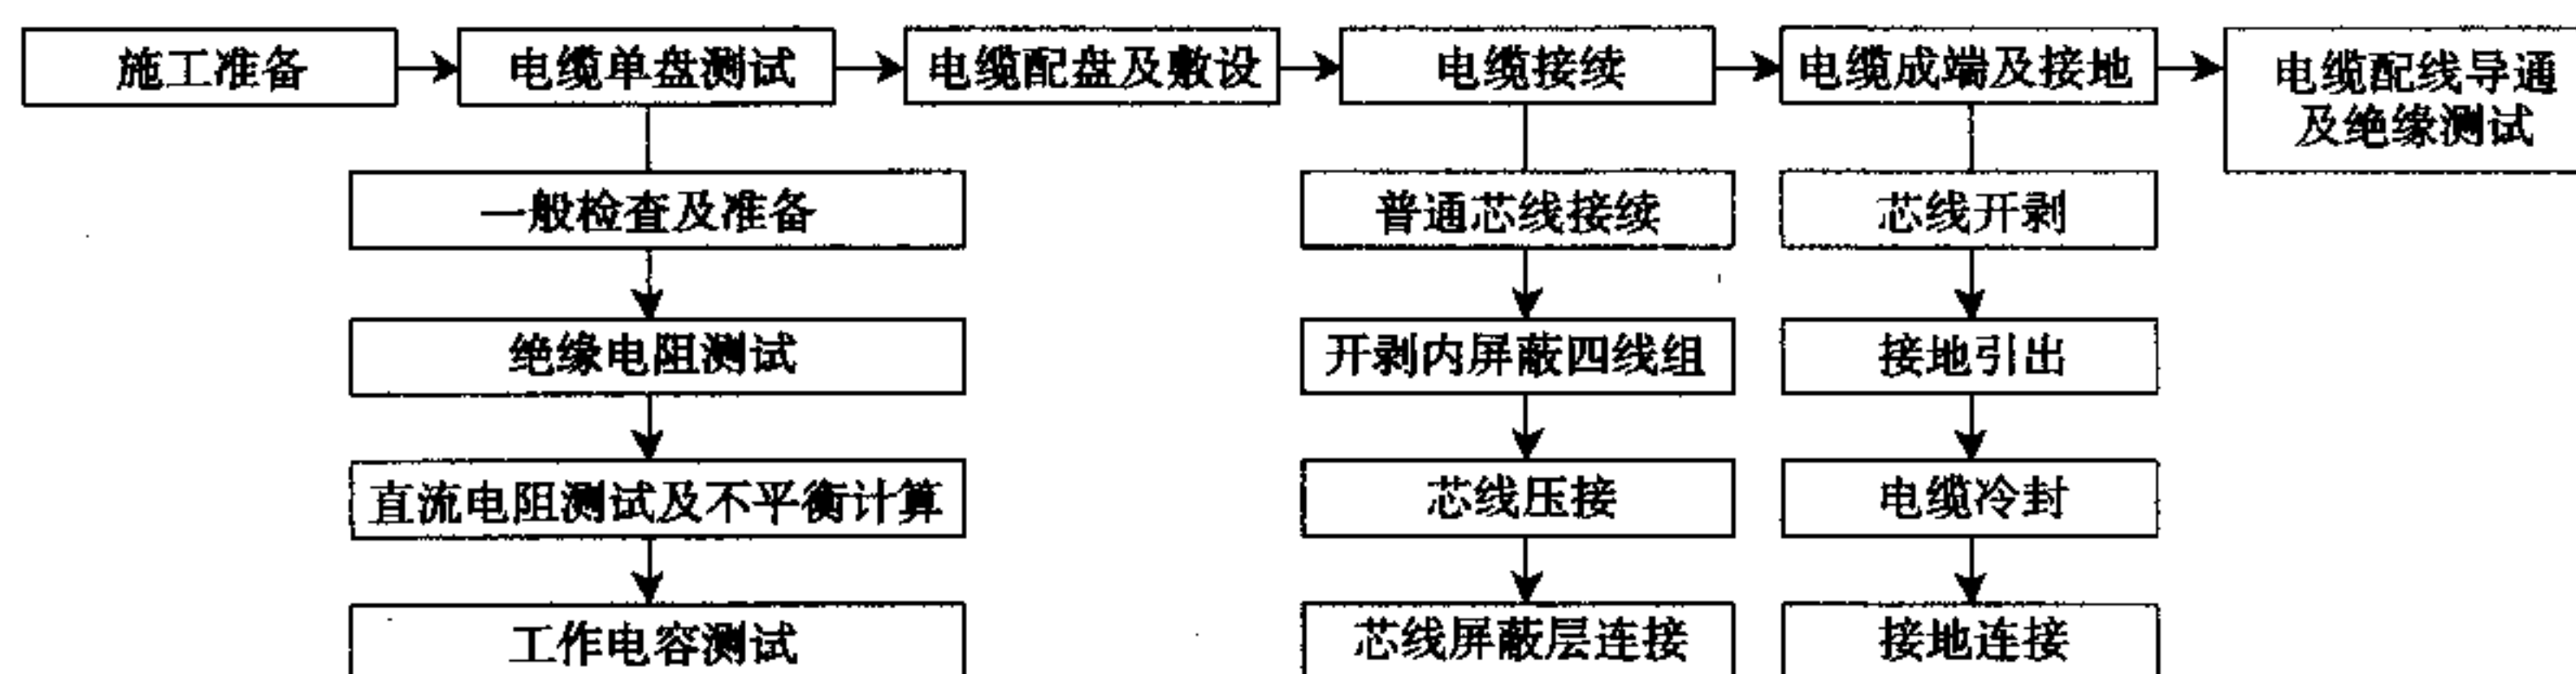 施工准备
电缆单盘测试
电缆配盘及敷设
电缆接续
电缆成端及接地
电缆配线导通
及绝缘测试
一般检查及准备
普通芯线接续
芯线开剥
绝缘电阻测试
开剥内屏蔽四线组
接地引出
直流电阻测试及不平衡计算
芯线压接
电缆冷封
工作电容测试
芯线屏蔽层连接
接地连接